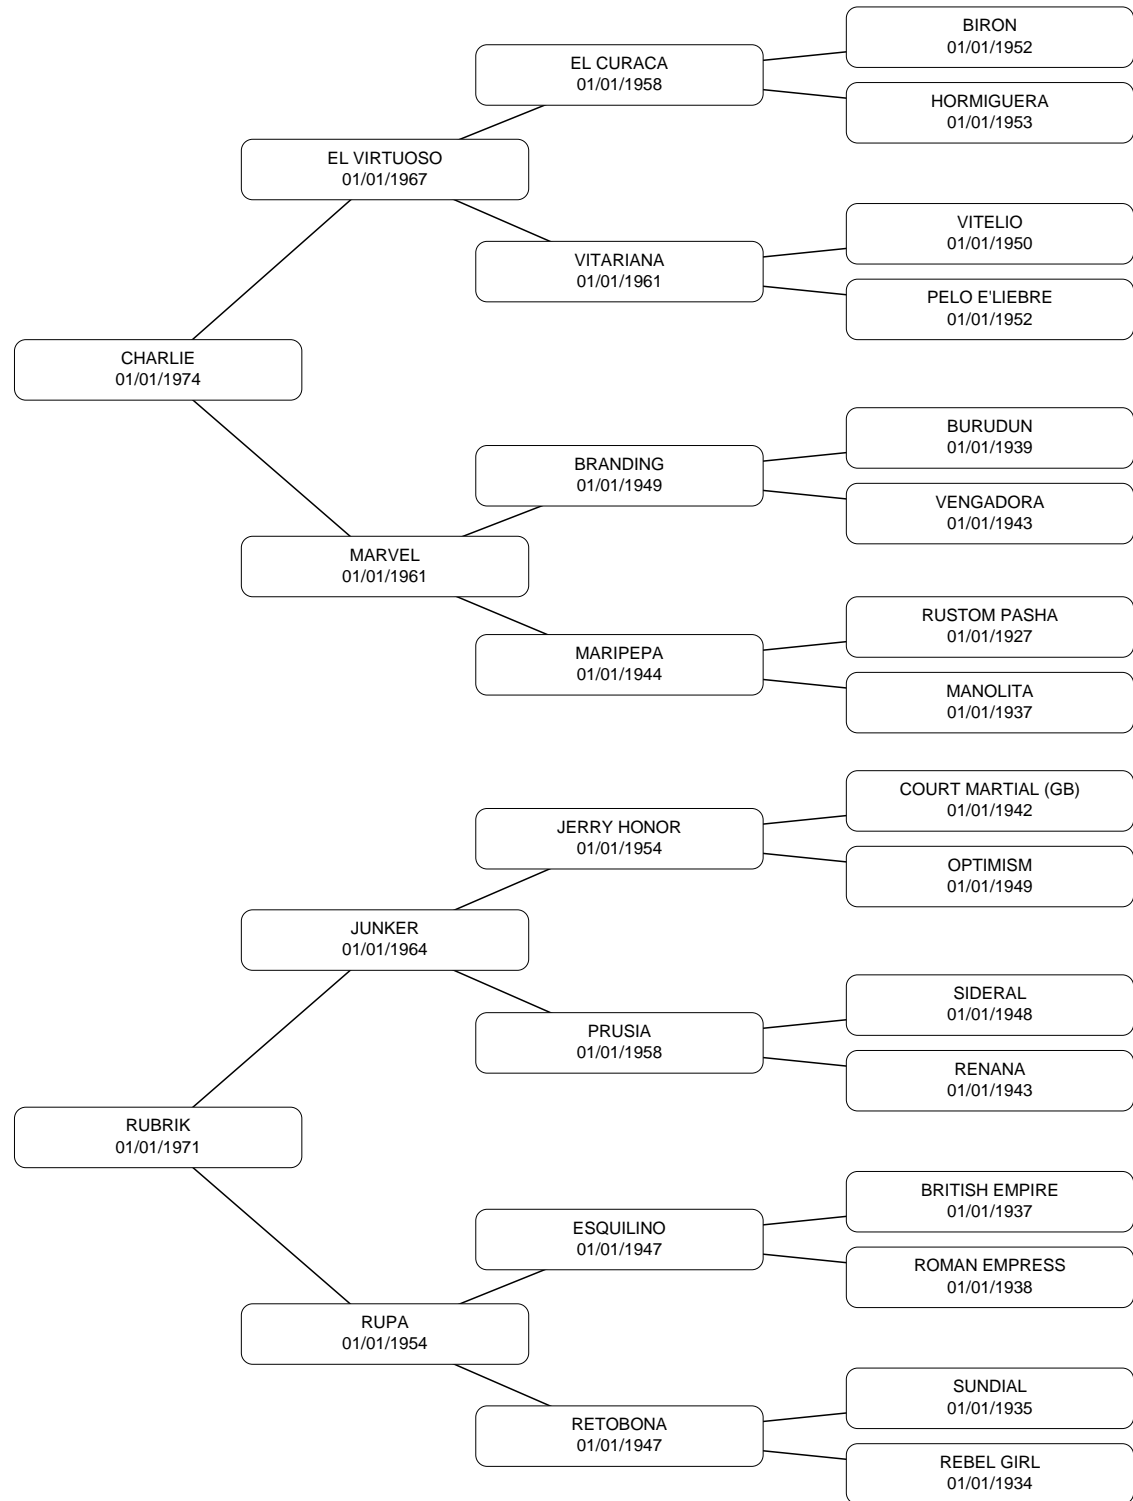 BIRON
01/01/1952
EL CURACA
01/01/1958
HORMIGUERA
01/01/1953
EL VIRTUOSO
01/01/1967
VITELIO
01/01/1950
VITARIANA
01/01/1961
PELO E'LIEBRE
01/01/1952
CHARLIE
01/01/1974
BURUDUN
01/01/1939
BRANDING
01/01/1949
VENGADORA
01/01/1943
MARVEL
01/01/1961
RUSTOM PASHA
01/01/1927
MARIPEPA
01/01/1944
MANOLITA
01/01/1937
COURT MARTIAL (GB)
01/01/1942
JERRY HONOR
01/01/1954
OPTIMISM
01/01/1949
JUNKER
01/01/1964
SIDERAL
01/01/1948
PRUSIA
01/01/1958
RENANA
01/01/1943
RUBRIK
01/01/1971
BRITISH EMPIRE
01/01/1937
ESQUILINO
01/01/1947
ROMAN EMPRESS
01/01/1938
RUPA
01/01/1954
SUNDIAL
01/01/1935
RETOBONA
01/01/1947
REBEL GIRL
01/01/1934